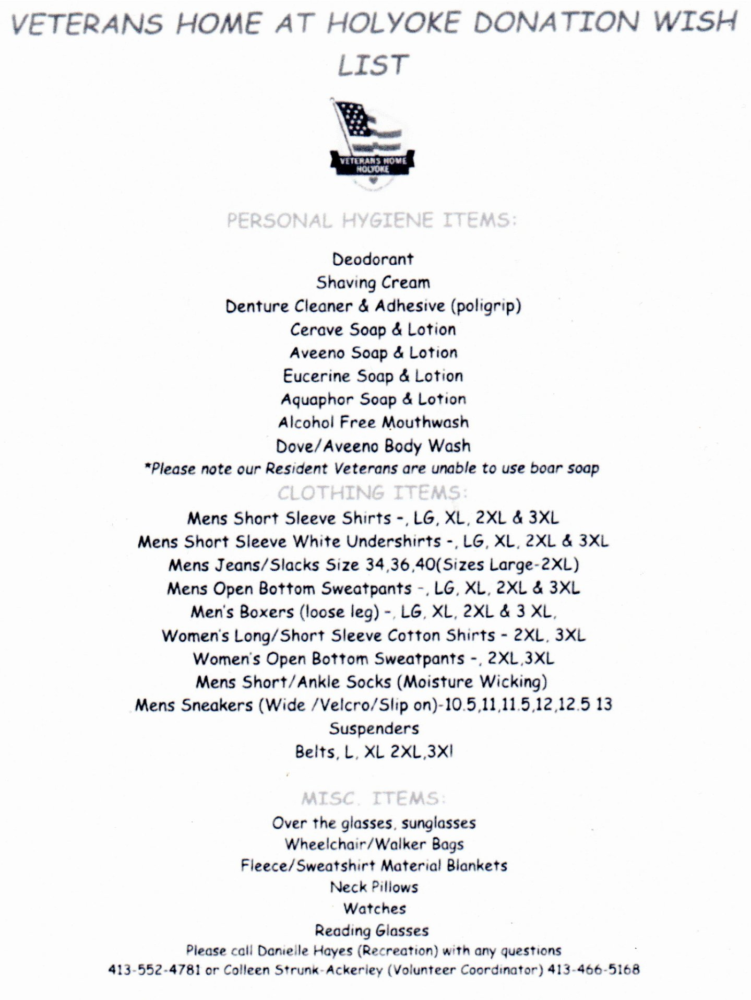 VETERANS HOME AT HOLYOKE DONATION WISH
LIST
VETERANS HOME
HOLYOKE
PERSONAL HYGIENE ITEMS:
Deodorant
Shaving Cream
Denture Cleaner & Adhesive (poligrip)
Cerave Soap & Lotion
Aveeno Soap & Lotion
Eucerine Soap & Lotion
Aquaphor Soap & Lotion
Alcohol Free Mouthwash
Dove/Aveeno Body Wash
*Please note our Resident Veterans are unable to use boar soap
CLOTHING ITEMS:
Mens Short Sleeve Shirts -, LG, XL, 2XL & 3XL
Mens Short Sleeve White Undershirts -, LG, XL, 2XL & 3XL
Mens Jeans/Slacks Size 34,36,40(Sizes Large-2XL)
Mens Open Bottom Sweatpants -, LG, XL, 2XL & 3XL
Men's Boxers (loose leg) -, LG, XL, 2XL & 3 XL,
Women's Long/Short Sleeve Cotton Shirts - 2XL, 3XL
Women's Open Bottom Sweatpants -, 2XL,3XL
Mens Short/Ankle Socks (Moisture Wicking)
Mens Sneakers (Wide /Velcro/Slip on)-10.5,11,11.5,12,12.5 13
Suspenders
Belts, L, XL 2XL,3Xl
MISC. ITEMS:
Over the glasses, sunglasses
Wheelchair/Walker Bags
Fleece/Sweatshirt Material Blankets
Neck Pillows
Watches
Reading Glasses
Please call Danielle Hayes (Recreation) with any questions
413-552-4781 or Colleen Strunk-Ackerley (Volunteer Coordinator) 413-466-5168